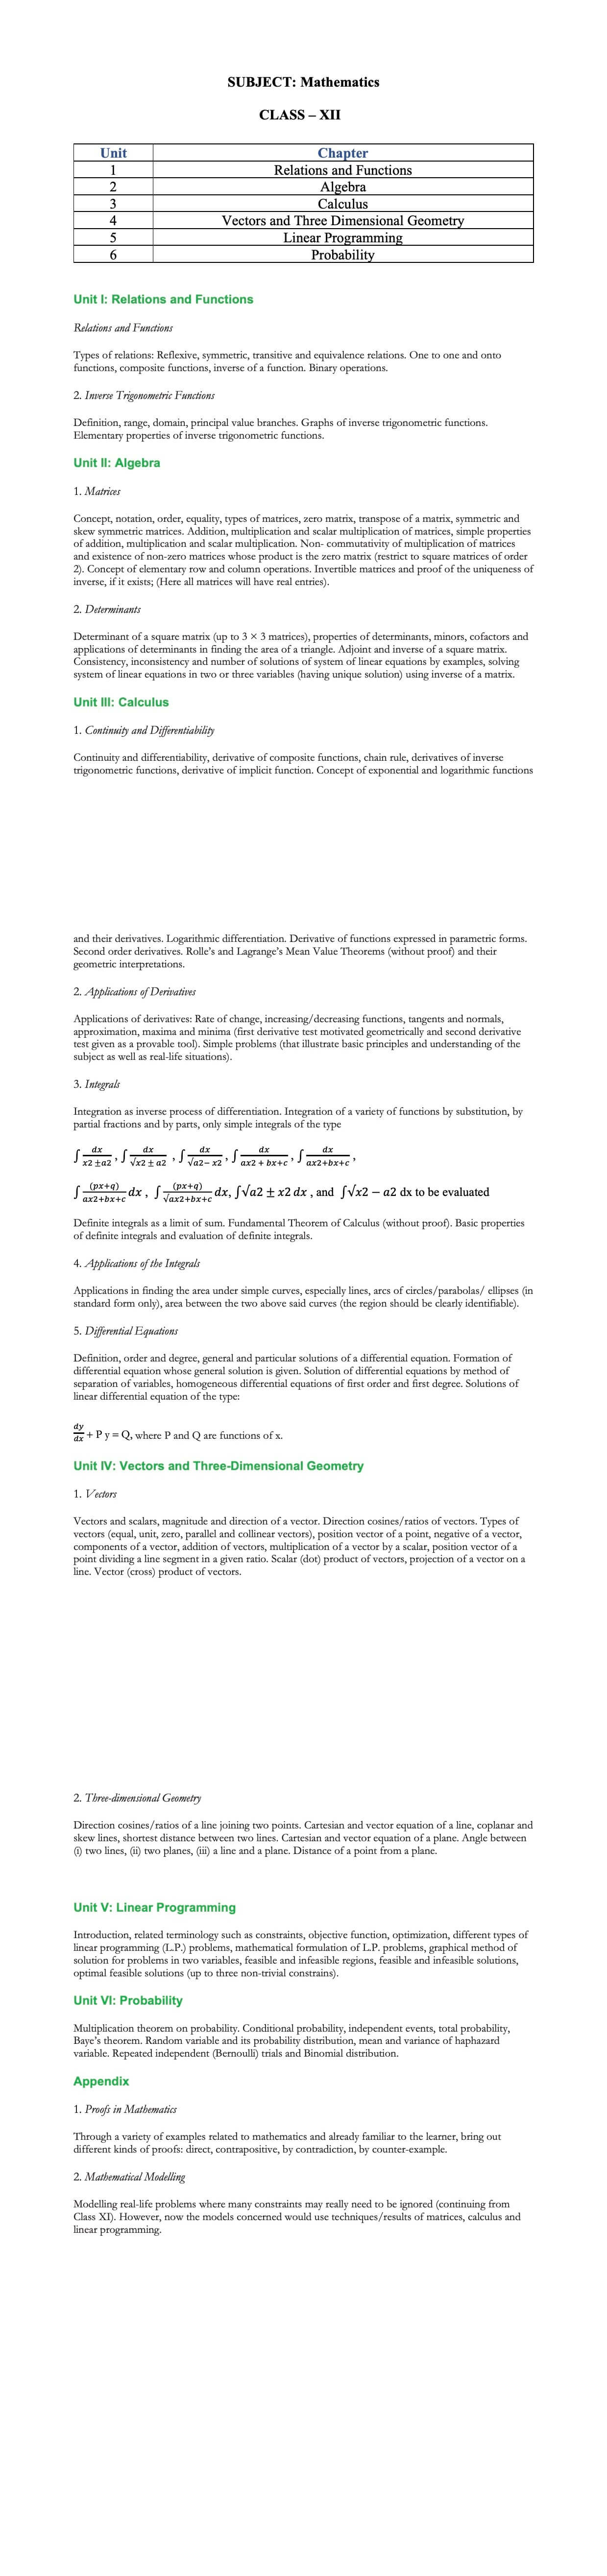 SUBJECT: Mathematics
CLASS – XII
Unit Chapter
1 Relations and Functions
2 Algebra
3 Calculus
4 Vectors and Three Dimensional Geometry
5 Linear Programming
6 Probability
Unit I: Relations and Functions
Relations and Functions
Types of relations: Reflexive, symmetric, transitive and equivalence relations. One to one and onto
functions, composite functions, inverse of a function. Binary operations.
2. Inverse Trigonometric Functions
Definition, range, domain, principal value branches. Graphs of inverse trigonometric functions.
Elementary properties of inverse trigonometric functions.
Unit II: Algebra
1. Matrices
Concept, notation, order, equality, types of matrices, zero matrix, transpose of a matrix, symmetric and
skew symmetric matrices. Addition, multiplication and scalar multiplication of matrices, simple properties
of addition, multiplication and scalar multiplication. Non- commutativity of multiplication of matrices
and existence of non-zero matrices whose product is the zero matrix (restrict to square matrices of order
2). Concept of elementary row and column operations. Invertible matrices and proof of the uniqueness of
inverse, if it exists; (Here all matrices will have real entries).
2. Determinants
Determinant of a square matrix (up to 3 × 3 matrices), properties of determinants, minors, cofactors and
applications of determinants in finding the area of a triangle. Adjoint and inverse of a square matrix.
Consistency, inconsistency and number of solutions of system of linear equations by examples, solving
system of linear equations in two or three variables (having unique solution) using inverse of a matrix.
Unit III: Calculus
1. Continuity and Differentiability
Continuity and differentiability, derivative of composite functions, chain rule, derivatives of inverse
trigonometric functions, derivative of implicit function. Concept of exponential and logarithmic functions
and their derivatives. Logarithmic differentiation. Derivative of functions expressed in parametric forms.
Second order derivatives. Rolle's and Lagrange's Mean Value Theorems (without proof) and their
geometric interpretations.
2. Applications of Derivatives
Applications of derivatives: Rate of change, increasing/decreasing functions, tangents and normals,
approximation, maxima and minima (first derivative test motivated geometrically and second derivative
test given as a provable tool). Simple problems (that illustrate basic principles and understanding of the
subject as well as real-life situations).
3. Integrals
Integration as inverse process of differentiation. Integration of a variety of functions by substitution, by
partial fractions and by parts, only simple integrals of the type
∫ dx/(x2 ±a2) , ∫ dx/(√x2 ± a2) , ∫ dx/(√a2− x2) , ∫ dx/(ax2 + bx+c) , ∫ dx/(ax2+bx+c) ,
∫ (px+q)/(ax2+bx+c) dx , ∫ (px+q)/(√ax2+bx+c) dx, ∫√a2 ± x2 dx , and ∫√x2 − a2 dx to be evaluated
Definite integrals as a limit of sum. Fundamental Theorem of Calculus (without proof). Basic properties
of definite integrals and evaluation of definite integrals.
4. Applications of the Integrals
Applications in finding the area under simple curves, especially lines, arcs of circles/parabolas/ ellipses (in
standard form only), area between the two above said curves (the region should be clearly identifiable).
5. Differential Equations
Definition, order and degree, general and particular solutions of a differential equation. Formation of
differential equation whose general solution is given. Solution of differential equations by method of
separation of variables, homogeneous differential equations of first order and first degree. Solutions of
linear differential equation of the type:
dy/dx + P y = Q, where P and Q are functions of x.
Unit IV: Vectors and Three-Dimensional Geometry
1. Vectors
Vectors and scalars, magnitude and direction of a vector. Direction cosines/ratios of vectors. Types of
vectors (equal, unit, zero, parallel and collinear vectors), position vector of a point, negative of a vector,
components of a vector, addition of vectors, multiplication of a vector by a scalar, position vector of a
point dividing a line segment in a given ratio. Scalar (dot) product of vectors, projection of a vector on a
line. Vector (cross) product of vectors.
2. Three-dimensional Geometry
Direction cosines/ratios of a line joining two points. Cartesian and vector equation of a line, coplanar and
skew lines, shortest distance between two lines. Cartesian and vector equation of a plane. Angle between
(i) two lines, (ii) two planes, (iii) a line and a plane. Distance of a point from a plane.
Unit V: Linear Programming
Introduction, related terminology such as constraints, objective function, optimization, different types of
linear programming (L.P.) problems, mathematical formulation of L.P. problems, graphical method of
solution for problems in two variables, feasible and infeasible regions, feasible and infeasible solutions,
optimal feasible solutions (up to three non-trivial constrains).
Unit VI: Probability
Multiplication theorem on probability. Conditional probability, independent events, total probability,
Baye's theorem. Random variable and its probability distribution, mean and variance of haphazard
variable. Repeated independent (Bernoulli) trials and Binomial distribution.
Appendix
1. Proofs in Mathematics
Through a variety of examples related to mathematics and already familiar to the learner, bring out
different kinds of proofs: direct, contrapositive, by contradiction, by counter-example.
2. Mathematical Modelling
Modelling real-life problems where many constraints may really need to be ignored (continuing from
Class XI). However, now the models concerned would use techniques/results of matrices, calculus and
linear programming.